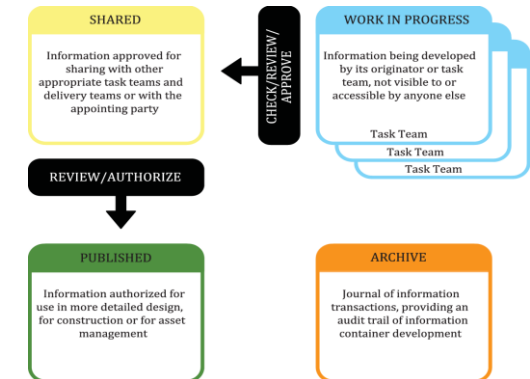 SHARED
Information approved for
sharing with other
appropriate task teams and
delivery teams or with the
appointing party
CHECK/REVIEW/
APPROVE
WORK IN PROGRESS
Information being developed
by its originator or task
team, not visible to or
accessible by anyone else
Task Team
Task Team
Task Team
REVIEW/AUTHORIZE
PUBLISHED
Information authorized for
use in more detailed design,
for construction or for asset
management
ARCHIVE
Journal of information
transactions, providing an
audit trail of information
container development